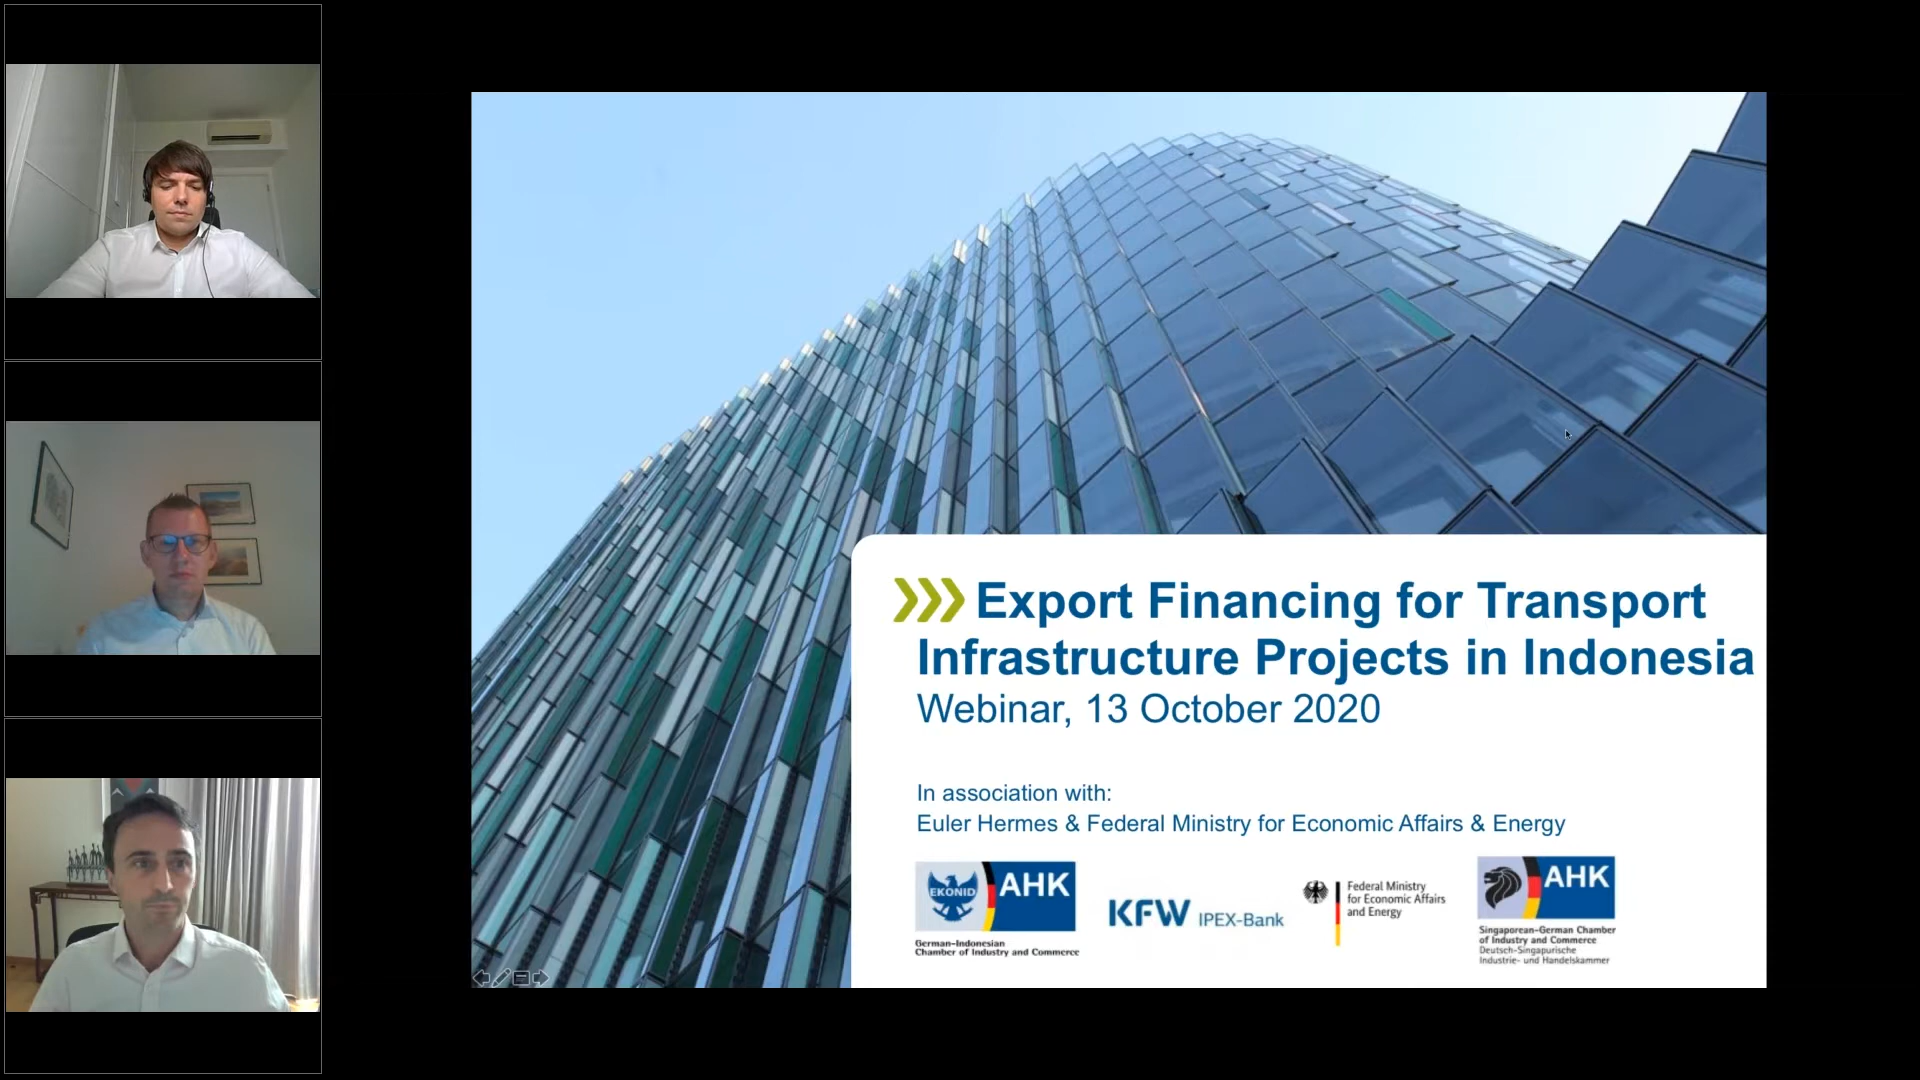 Export Financing for Transport
Infrastructure Projects in Indonesia
Webinar, 13 October 2020
In association with:
Euler Hermes & Federal Ministry for Economic Affairs & Energy
EKONID AHK
German-Indonesian
Chamber of Industry and Commerce
KFW IPEX-Bank
Federal Ministry
for Economic Affairs
and Energy
AHK
Singaporean-German Chamber
of Industry and Commerce
Deutsch-Singapurische
Industrie- und Handelskammer